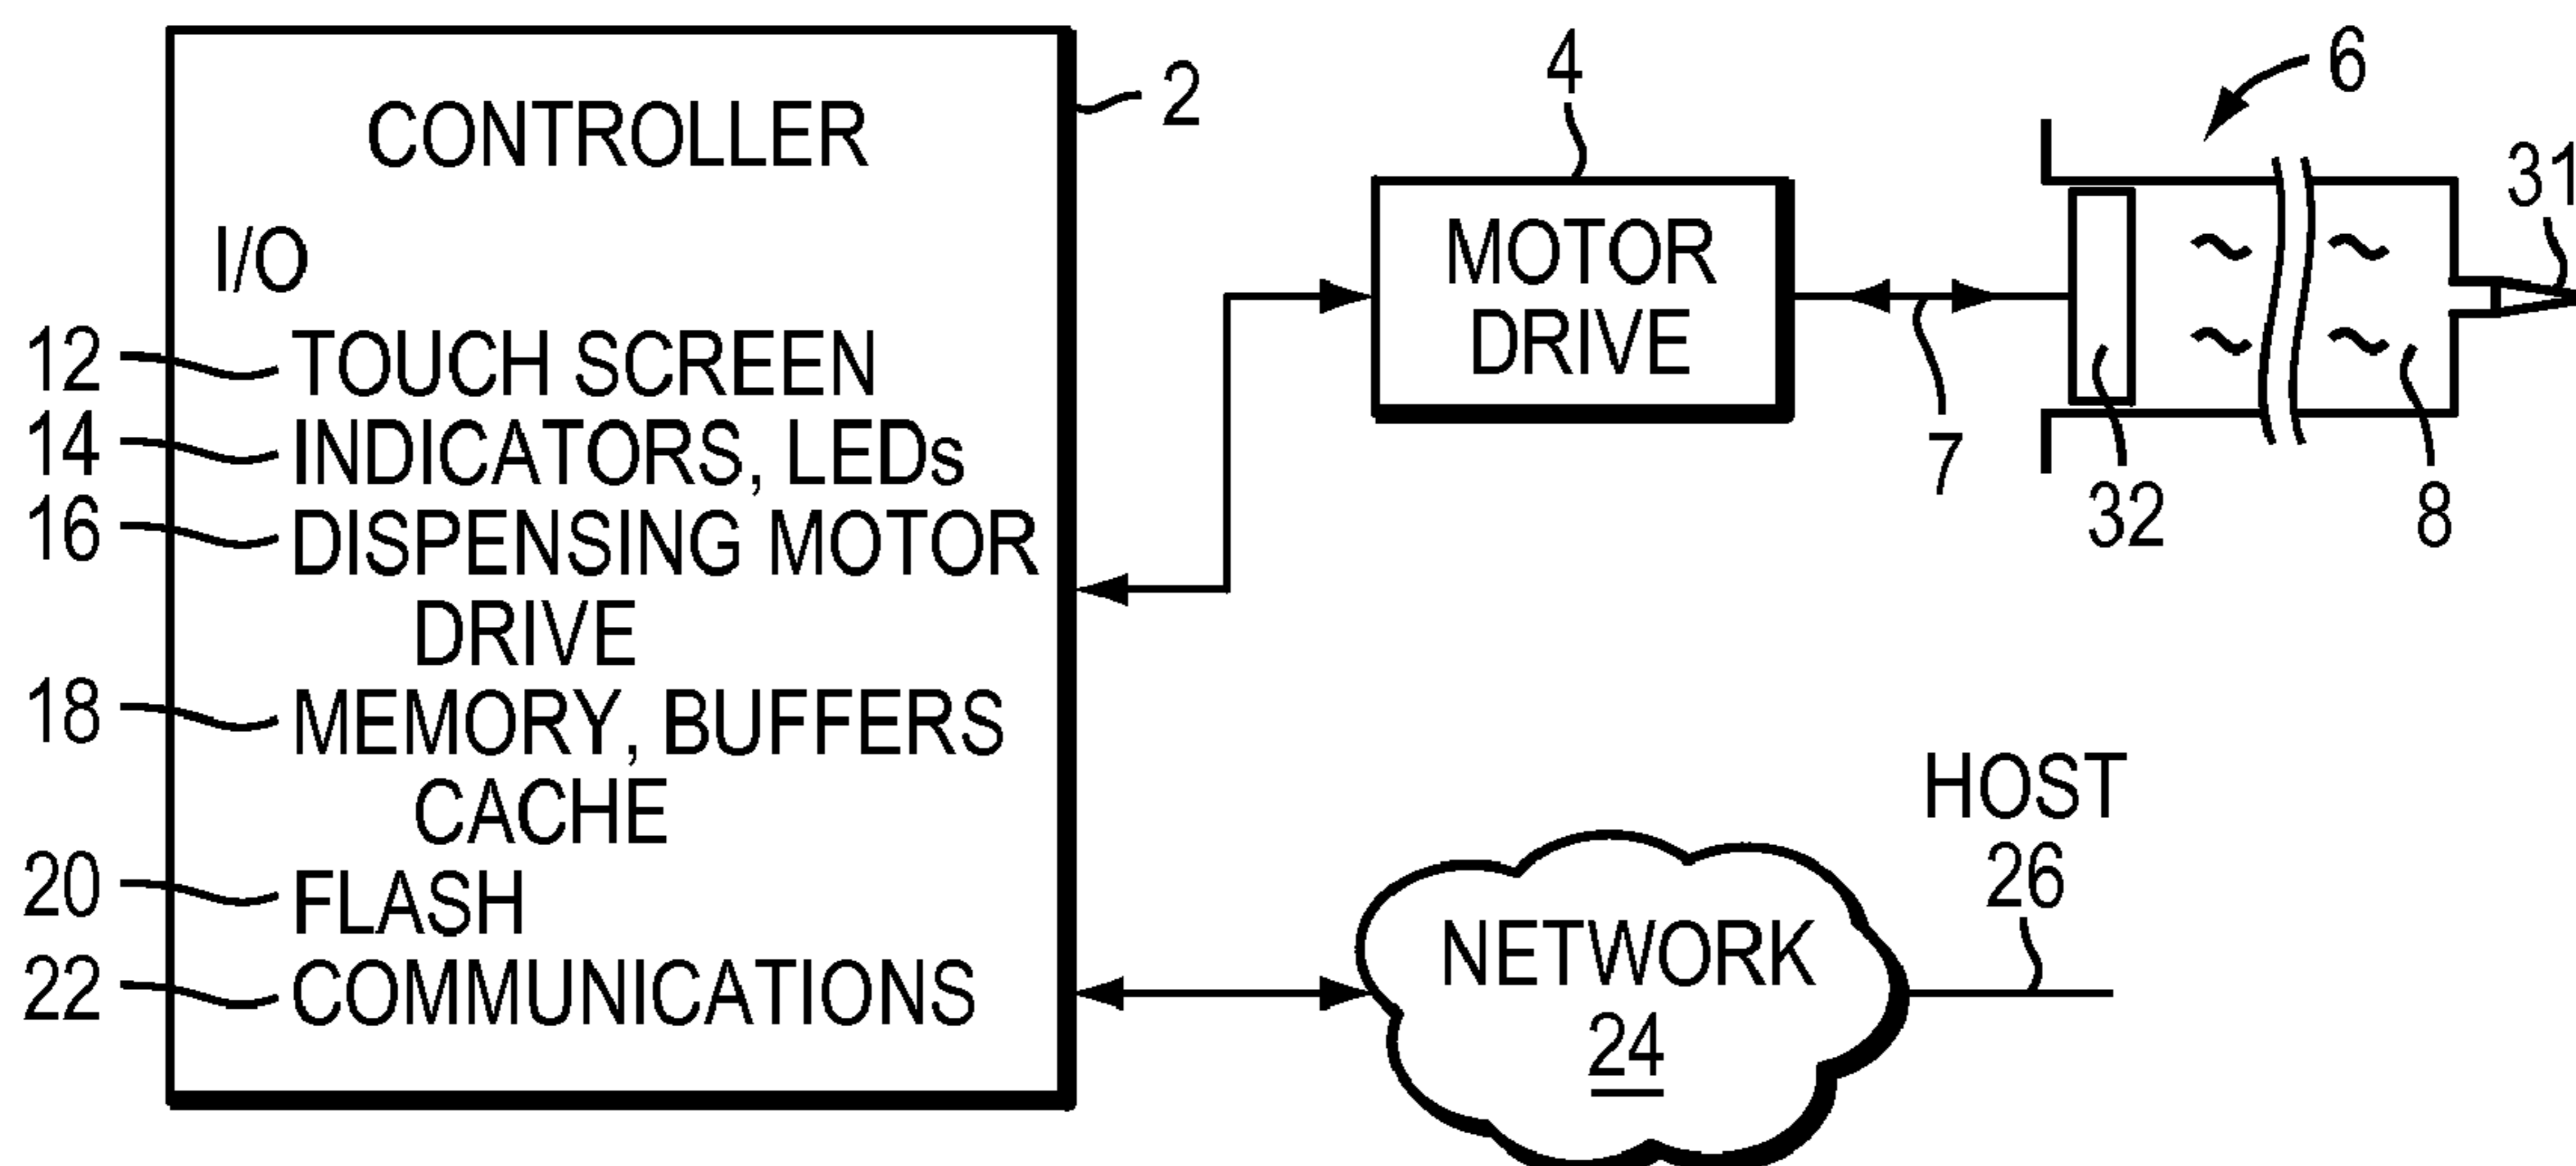 CONTROLLER
2
I/O
12 TOUCH SCREEN
14 INDICATORS, LEDs
16 DISPENSING MOTOR
DRIVE
18 MEMORY, BUFFERS
CACHE
20 FLASH
22 COMMUNICATIONS
4
MOTOR
DRIVE
7
6
31
32
8
HOST
26
NETWORK
24